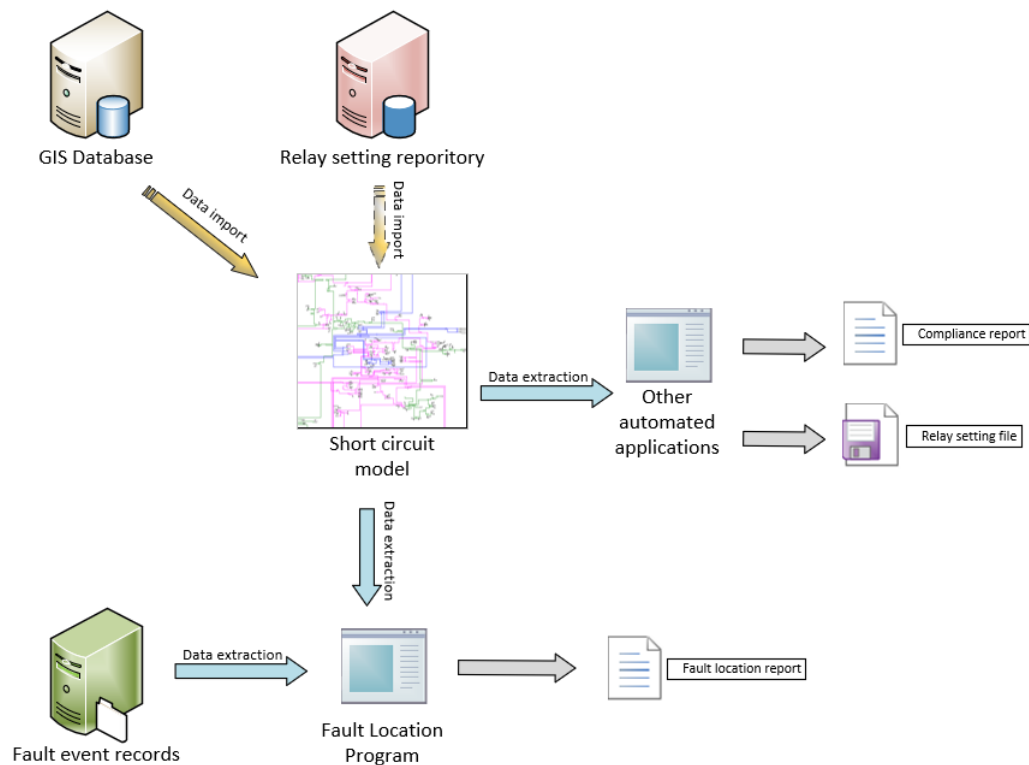 GIS Database
Relay setting reporitory
Data import
Data import
Short circuit
model
Data extraction
Other
automated
applications
Compliance report
Relay setting file
Data extraction
Fault event records
Data extraction
Fault Location
Program
Fault location report